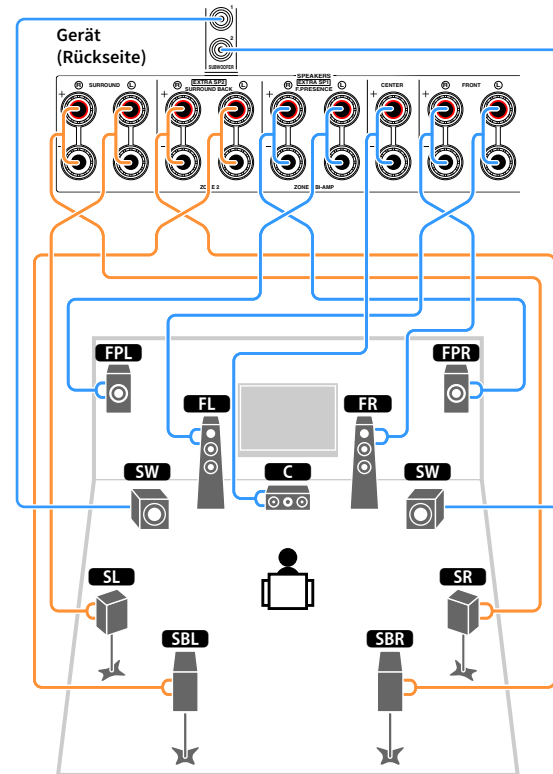 1
2
SUBWOOFER
Gerät
(Rückseite)
SPEAKERS
R SURROUND L
R EXTRA SP2 L
SURROUND BACK
R EXTRA SP1 L
F.PRESENCE
CENTER
R FRONT L
+ + + + +
- - - - -
ZONE 2
BI-AMP
FPL
FPR
FL
FR
SW
C
SW
SL
SR
SBL
SBR